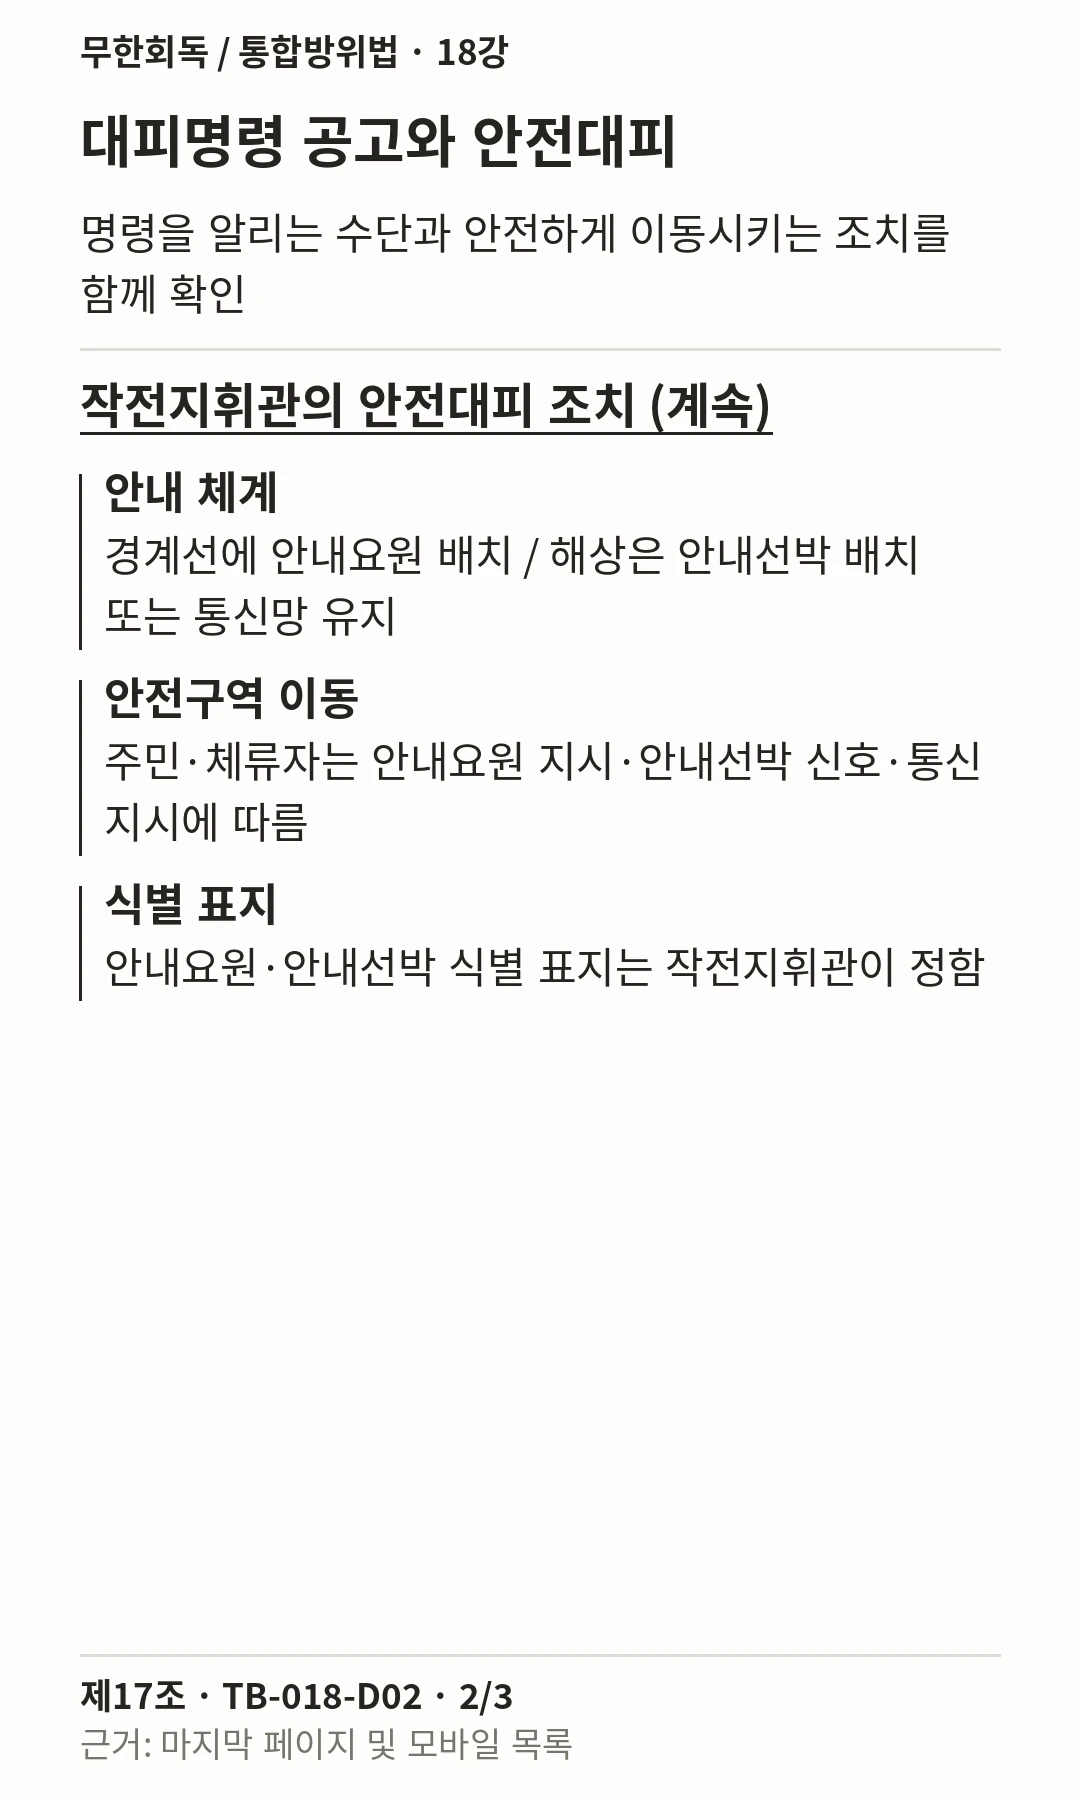 무한회독 / 통합방위법 · 18강
대피명령 공고와 안전대피
명령을 알리는 수단과 안전하게 이동시키는 조치를
함께 확인
작전지휘관의 안전대피 조치 (계속)
안내 체계
경계선에 안내요원 배치 / 해상은 안내선박 배치
또는 통신망 유지
안전구역 이동
주민·체류자는 안내요원 지시·안내선박 신호·통신
지시에 따름
식별 표지
안내요원·안내선박 식별 표지는 작전지휘관이 정함
제17조 · TB-018-D02 · 2/3
근거: 마지막 페이지 및 모바일 목록